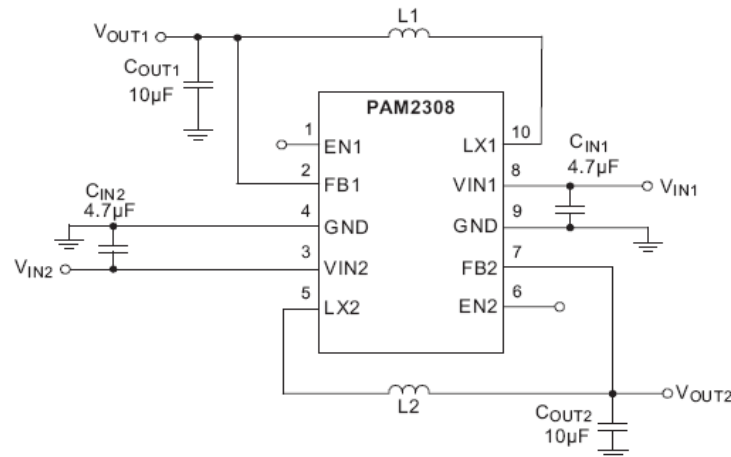 L1
VOUT1
COUT1
10µF
PAM2308
1
EN1
LX1
10
CIN1
4.7µF
2
FB1
VIN1
8
VIN1
CIN2
4.7µF
4
GND
GND
9
VIN2
3
VIN2
FB2
7
5
LX2
EN2
6
L2
VOUT2
COUT2
10µF